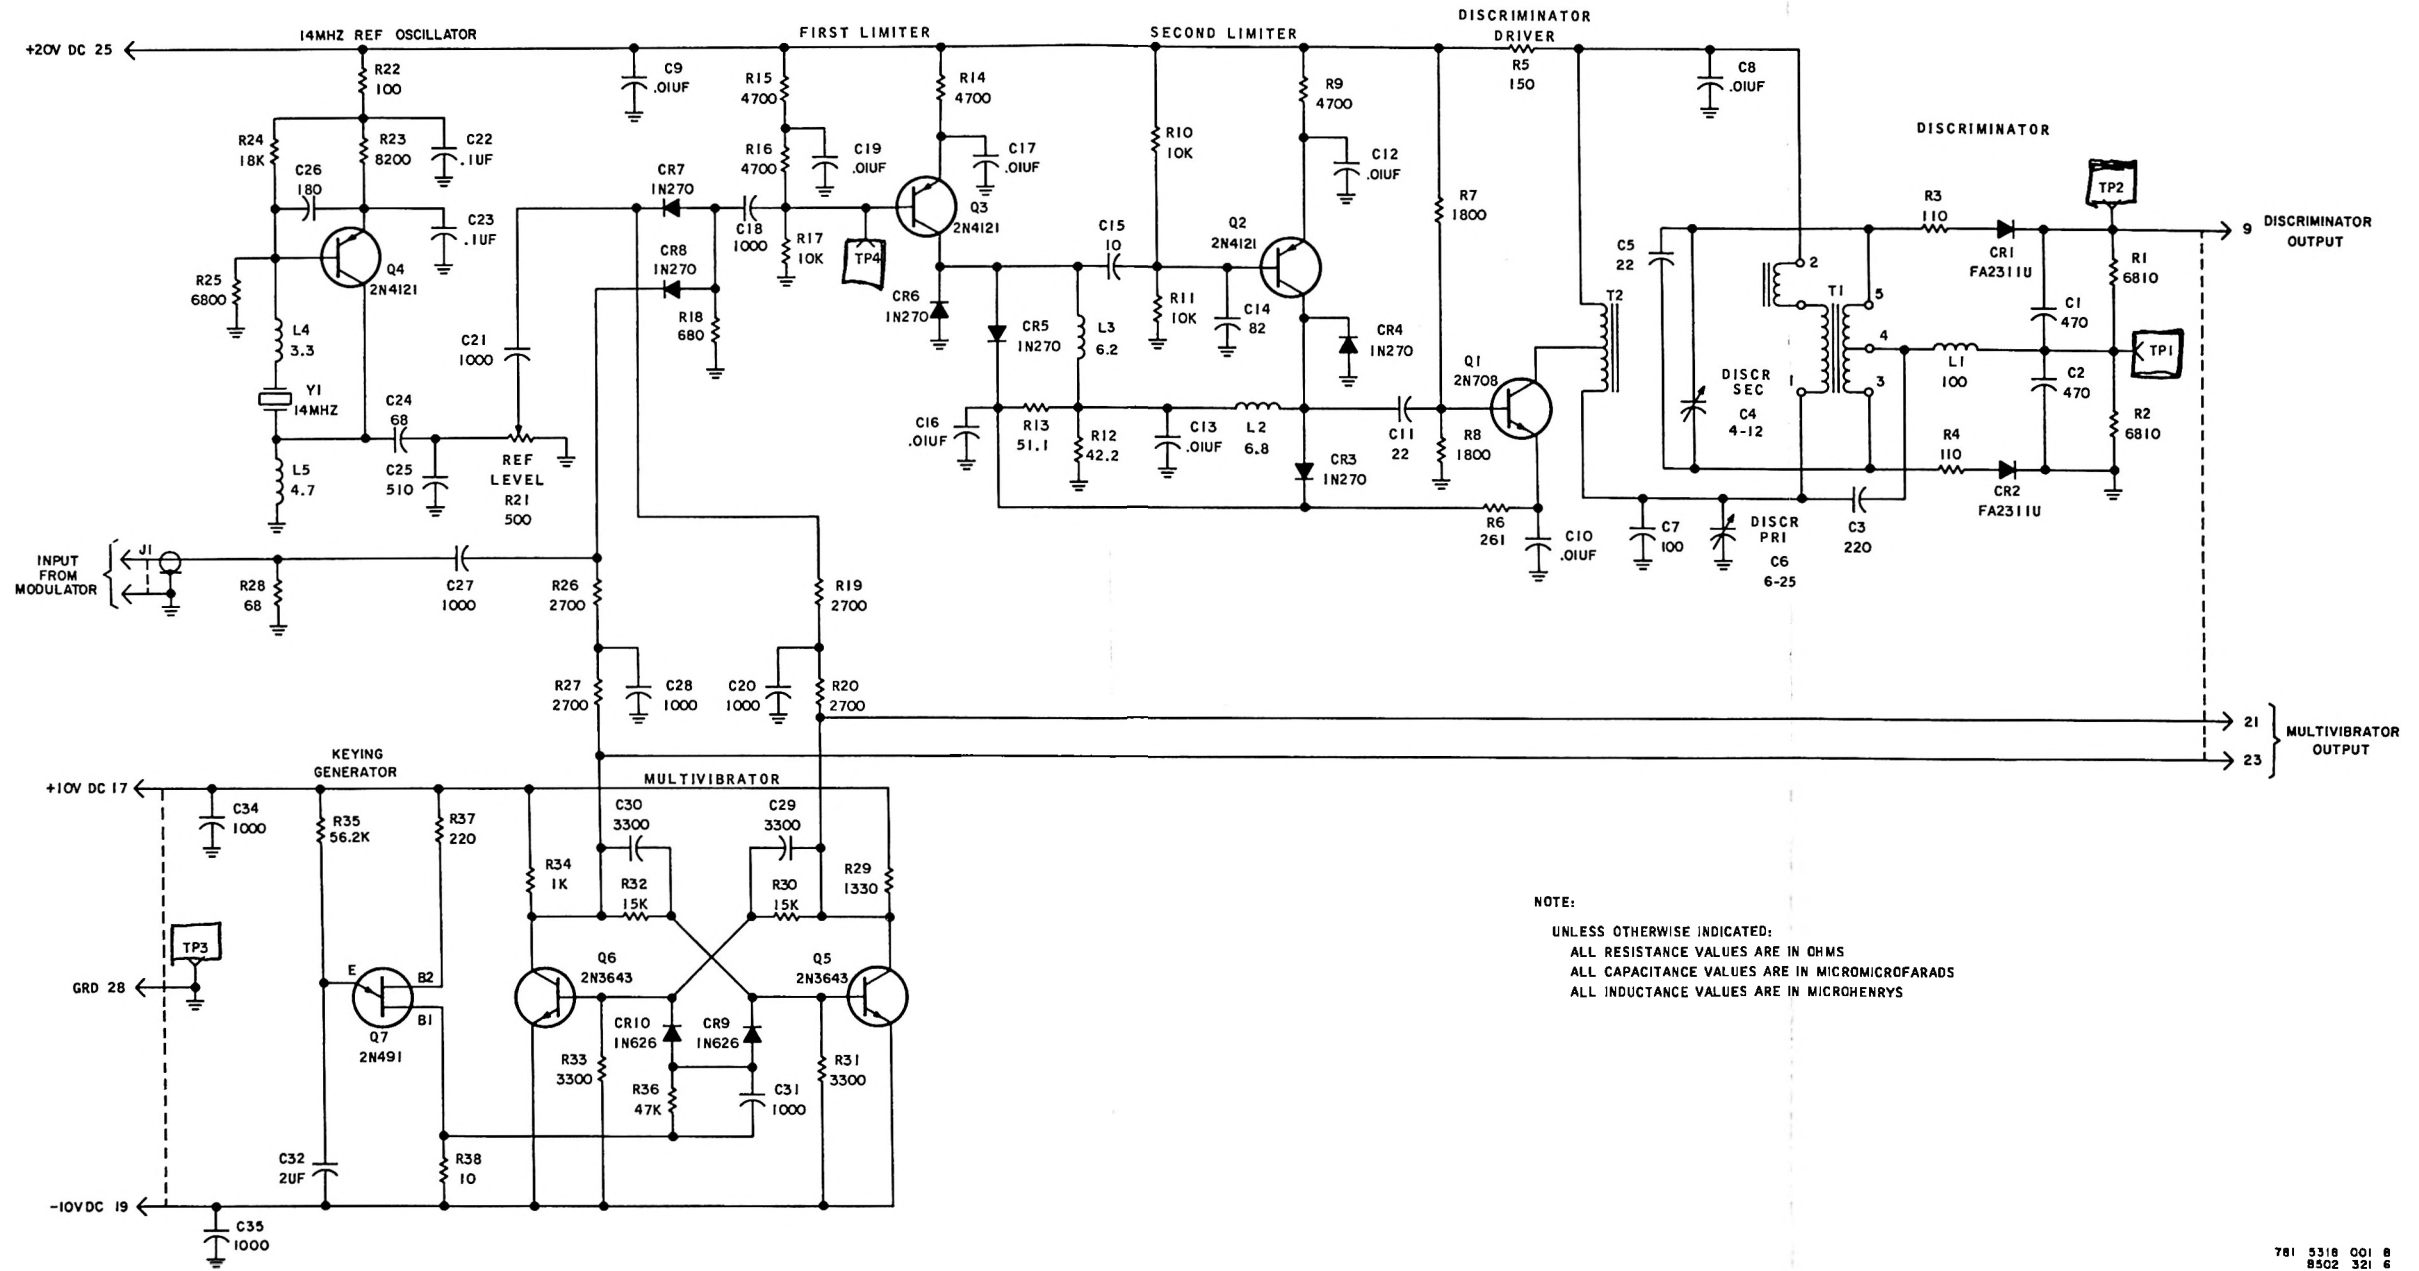 14MHZ REF OSCILLATOR
FIRST LIMITER
SECOND LIMITER
DISCRIMINATOR
DRIVER
+20V DC 25
R22
100
R24
18K
R23
8200
C22
.1UF
C26
180
C23
.1UF
Q4
2N4121
R25
6800
L4
3.3
Y1
14MHZ
L5
4.7
C24
68
C25
510
C21
1000
REF
LEVEL
R21
500
C9
.01UF
CR7
1N270
CR8
1N270
R18
680
C18
1000
R15
4700
R16
4700
C19
.01UF
R17
10K
TP4
R14
4700
C17
.01UF
Q3
2N4121
CR6
1N270
CR5
1N270
L3
6.2
C15
10
C16
.01UF
R13
51.1
R12
42.2
C13
.01UF
L2
6.8
R10
10K
R11
10K
C14
82
Q2
2N4121
R9
4700
C12
.01UF
CR4
1N270
CR3
1N270
C11
22
R7
1800
R8
1800
Q1
2N708
R6
261
C10
.01UF
R5
150
C8
.01UF
T2
C7
100
DISCR
PRI
C6
6-25
C3
220
DISCRIMINATOR
C5
22
DISCR
SEC
C4
4-12
2
T1
5
4
1
3
L1
100
R3
110
CR1
FA2311U
R4
110
CR2
FA2311U
C1
470
C2
470
R1
6810
R2
6810
TP2
TP1
9 DISCRIMINATOR
OUTPUT
INPUT
FROM
MODULATOR
J1
R28
68
C27
1000
R26
2700
R19
2700
R27
2700
C28
1000
C20
1000
R20
2700
21
23
MULTIVIBRATOR
OUTPUT
KEYING
GENERATOR
MULTIVIBRATOR
+10V DC 17
C34
1000
R35
56.2K
R37
220
R34
1K
C30
3300
C29
3300
R32
15K
R30
15K
R29
1330
TP3
GRD 28
E
B2
B1
Q7
2N491
Q6
2N3643
Q5
2N3643
CR10
1N626
CR9
1N626
R33
3300
R36
47K
C31
1000
R31
3300
C32
2UF
R38
10
-10V DC 19
C35
1000
NOTE:
UNLESS OTHERWISE INDICATED:
ALL RESISTANCE VALUES ARE IN OHMS
ALL CAPACITANCE VALUES ARE IN MICROMICROFARADS
ALL INDUCTANCE VALUES ARE IN MICROHENRYS
781 5318 001 B
8502 321 6